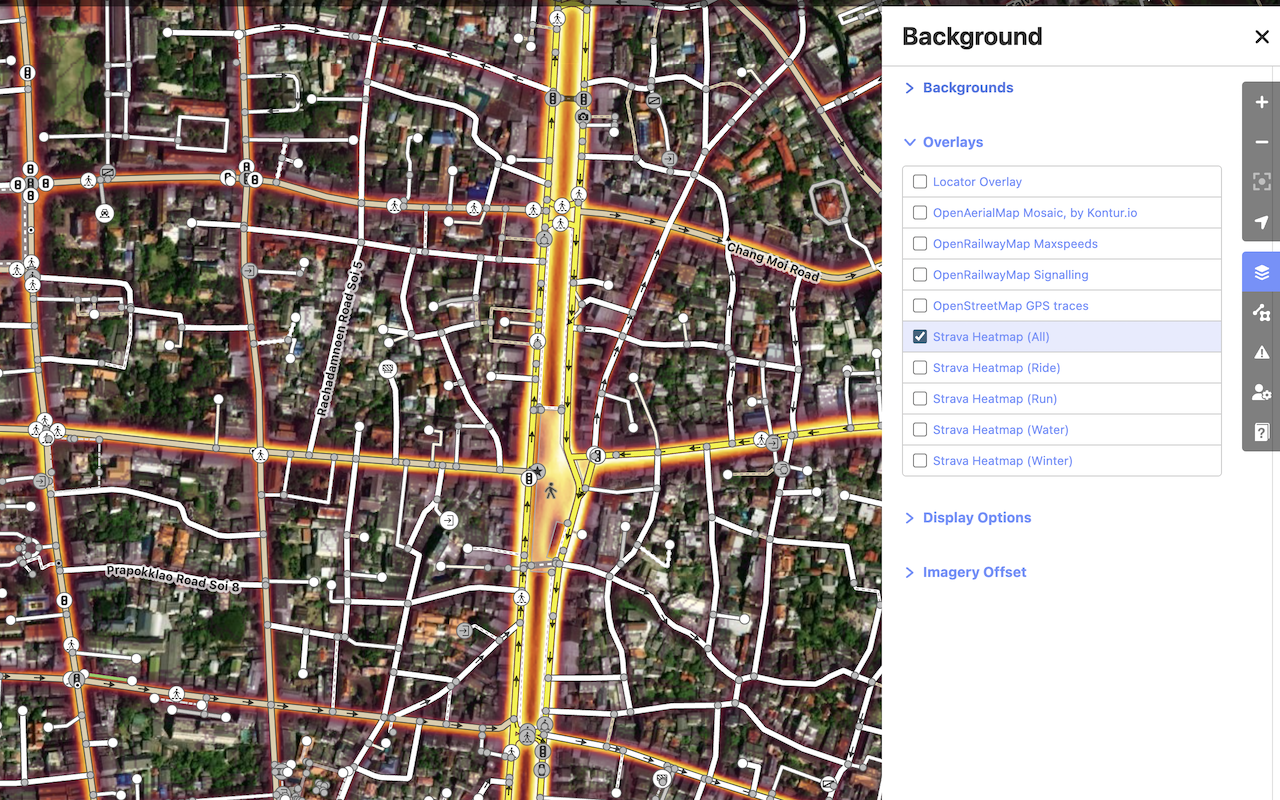 Background
Backgrounds
Overlays
Locator Overlay
OpenAerialMap Mosaic, by Kontur.io
OpenRailwayMap Maxspeeds
OpenRailwayMap Signalling
OpenStreetMap GPS traces
Strava Heatmap (All)
Strava Heatmap (Ride)
Strava Heatmap (Run)
Strava Heatmap (Water)
Strava Heatmap (Winter)
Display Options
Imagery Offset
Chang Moi Road
Rachadamnoen Road Soi 5
Prapokklao Road Soi 8